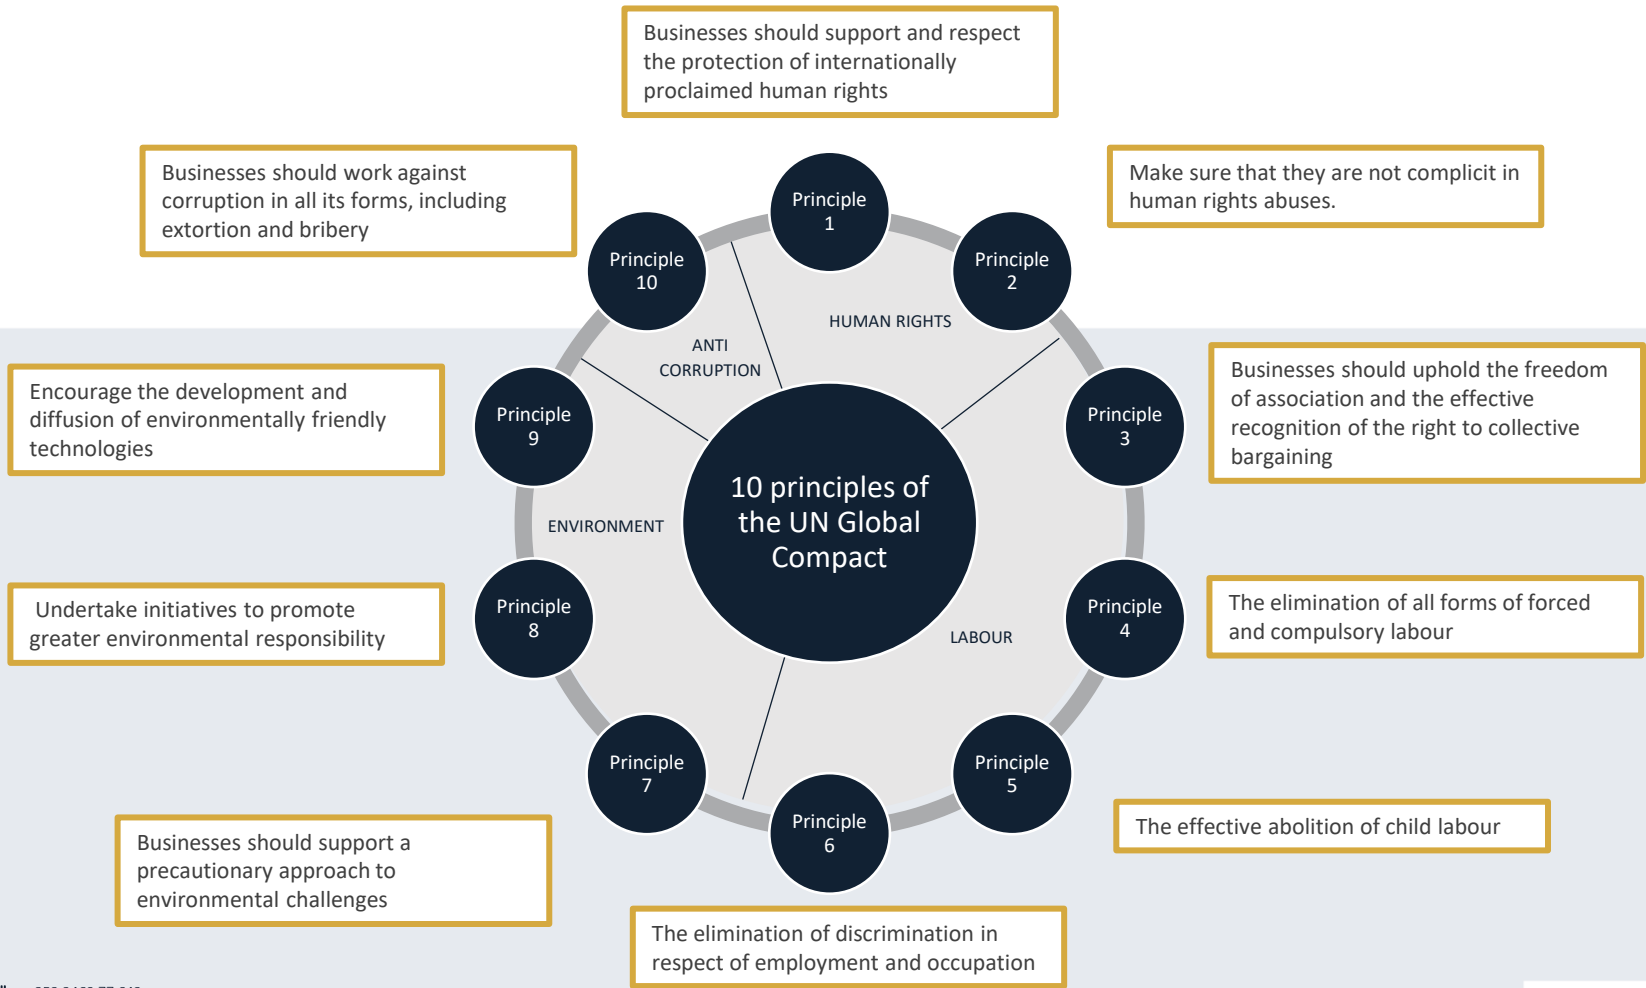 Businesses should support and respect
the protection of internationally
proclaimed human rights
Businesses should work against
corruption in all its forms, including
extortion and bribery
Make sure that they are not complicit in
human rights abuses.
Principle
1
Principle
10
Principle
2
HUMAN RIGHTS
ANTI
CORRUPTION
Encourage the development and
diffusion of environmentally friendly
technologies
Principle
9
Principle
3
Businesses should uphold the freedom
of association and the effective
recognition of the right to collective
bargaining
10 principles of
the UN Global
Compact
ENVIRONMENT
Undertake initiatives to promote
greater environmental responsibility
Principle
8
LABOUR
Principle
4
The elimination of all forms of forced
and compulsory labour
Principle
7
Principle
5
Principle
6
The effective abolition of child labour
Businesses should support a
precautionary approach to
environmental challenges
The elimination of discrimination in
respect of employment and occupation